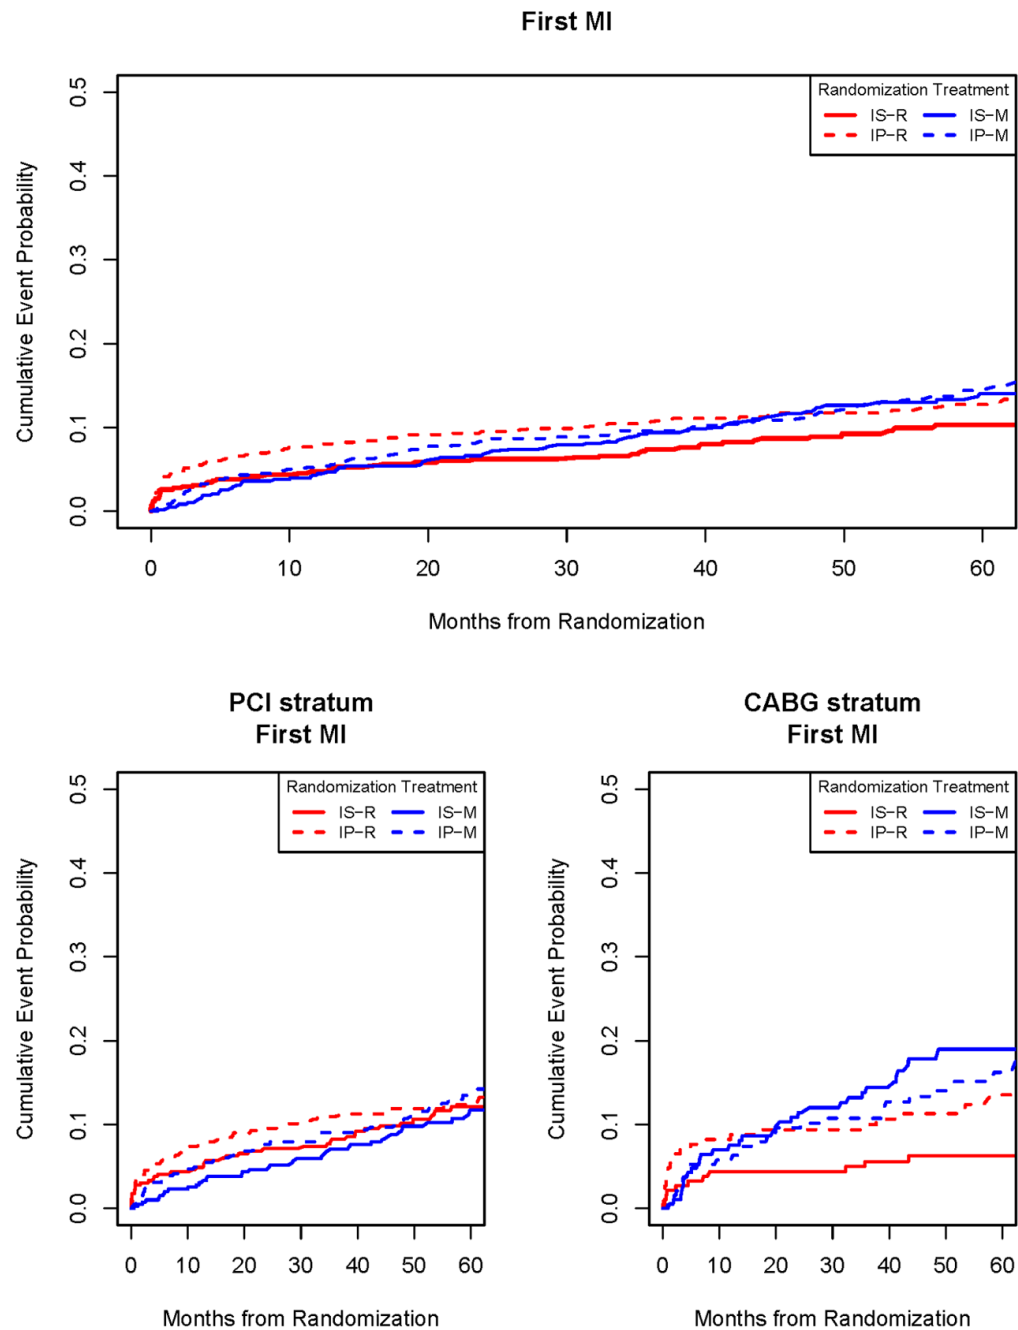 First MI
Cumulative Event Probability
0.5
0.4
0.3
0.2
0.1
0.0
Randomization Treatment
IS-R IS-M
IP-R IP-M
0 10 20 30 40 50 60
Months from Randomization
PCI stratum
First MI
Cumulative Event Probability
0.5
0.4
0.3
0.2
0.1
0.0
Randomization Treatment
IS-R IS-M
IP-R IP-M
0 10 20 30 40 50 60
Months from Randomization
CABG stratum
First MI
Cumulative Event Probability
0.5
0.4
0.3
0.2
0.1
0.0
Randomization Treatment
IS-R IS-M
IP-R IP-M
0 10 20 30 40 50 60
Months from Randomization